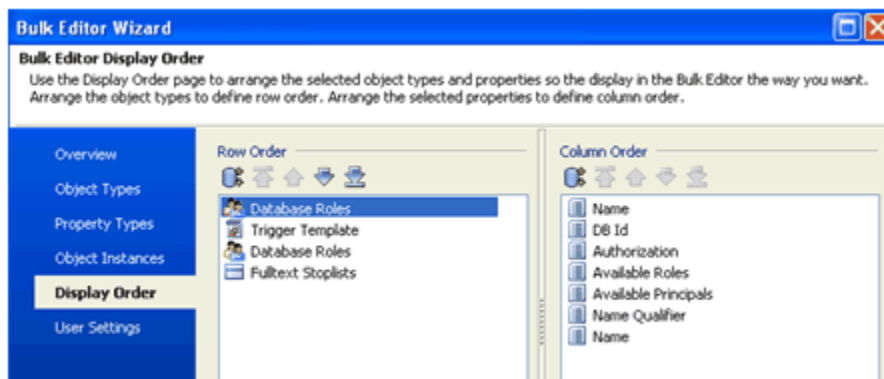 Bulk Editor Wizard
Bulk Editor Display Order
Use the Display Order page to arrange the selected object types and properties so the display in the Bulk Editor the way you want.
Arrange the object types to define row order. Arrange the selected properties to define column order.
Overview
Object Types
Property Types
Object Instances
Display Order
User Settings
Row Order
Database Roles
Trigger Template
Database Roles
Fulltext Stoplists
Column Order
Name
DB Id
Authorization
Available Roles
Available Principals
Name Qualifier
Name